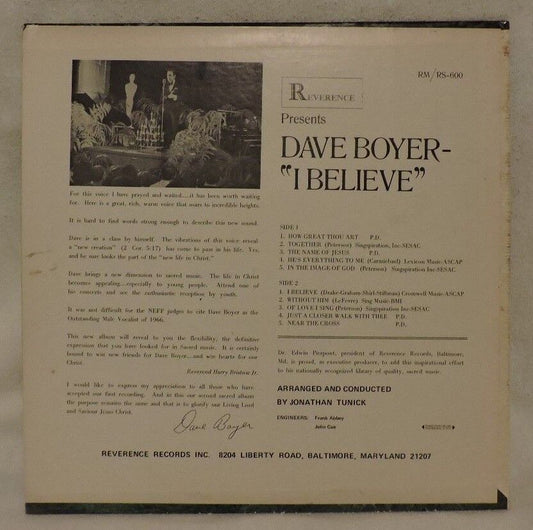 RM/RS-600
REVERENCE
Presents
DAVE BOYER-
"I BELIEVE"
For this voice I have prayed and waited....it has been worth waiting
for. Here is a great, rich, warm voice that soars to incredible heights.
It is hard to find words strong enough to describe this new sound.
Dave is in a class by himself. The vibrations of this voice reveal
a "new creation" (2 Cor. 5:17) has come to past in his life. Yes,
and he may looks the part of the "new life in Christ."
Dave brings a new dimension to sacred music. The life in Christ
becomes appealing....especially to young people. Attend one of
his concerts and see the enthusiastic reception by youth.
It was not difficult for the NEFF judges to cite Dave Boyer as the
Outstanding Male Vocalist of 1966.
This new album will reveal to you the flexibility, the definitive
expression that you have looked for in Sacred music. It is certainly
bound to win new friends for Dave Boyer....and win hearts for our
Christ.
Reverend Harry Bristow Jr.
I would like to express my appreciation to all those who have
accepted our first recording. And in this our second sacred album
the purpose remains the same and that is to glorify our Living Lord
and Saviour Jesus Christ.
Dave Boyer
SIDE 1
1. HOW GREAT THOU ART P.D.
2. TOGETHER (Peterson) Singspiration, Inc-SESAC
3. THE NAME OF JESUS P.D.
4. HE'S EVERYTHING TO ME (Carmichael) Lexicon Music-ASCAP
5. IN THE IMAGE OF GOD (Peterson) Singspiration Inc-SESAC
SIDE 2
1. I BELIEVE (Drake-Graham-Shirl-Stillman) Cromwell Music-ASCAP
2. WITHOUT HIM (LeFevre) Sing Music-BMI
3. OF LOVE I SING (Peterson) Singspiration Inc-SESAC
4. JUST A CLOSER WALK WITH THEE P.D.
5. NEAR THE CROSS P.D.
Dr. Edwin Pierpont, president of Reverence Records, Baltimore,
Md. is proud, as executive producer, to add this inspirational effort
to his nationally recognized library of quality, sacred music.
ARRANGED AND CONDUCTED
BY JONATHAN TUNICK
ENGINEERS: Frank Abbey
John Cue
REVERENCE RECORDS INC. 8204 LIBERTY ROAD, BALTIMORE, MARYLAND 21207